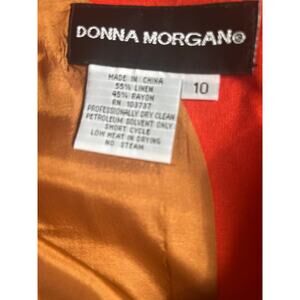 DONNA MORGAN®
MADE IN CHINA
55% LINEN
45% RAYON
RN 103737
PROFESSIONALLY DRY CLEAN
PETROLEUM SOLVENT ONLY
SHORT CYCLE
LOW HEAT IN DRYING
NO STEAM
10